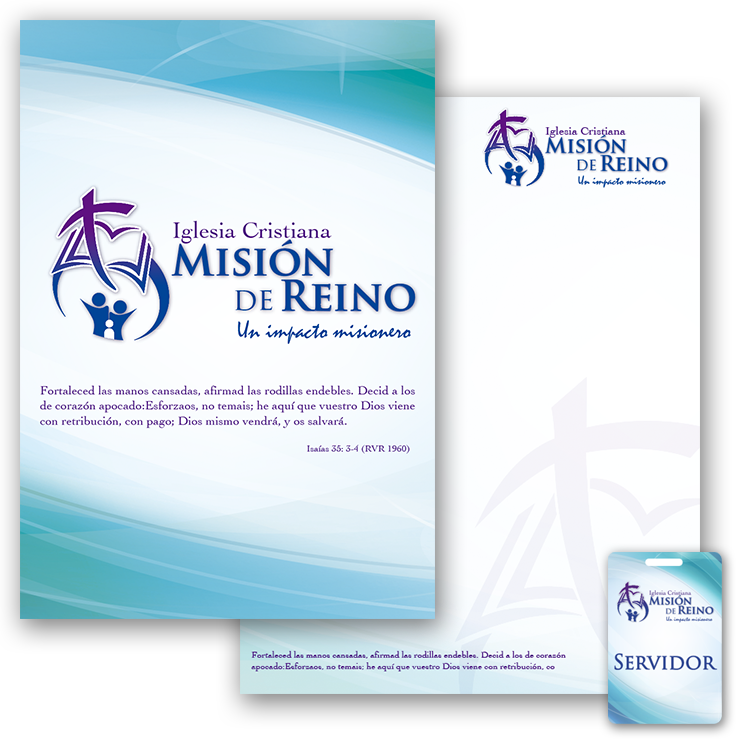 Iglesia Cristiana
MISIÓN
DE REINO
Un impacto misionero
Fortaleced las manos cansadas, afirmad las rodillas endebles. Decid a los
de corazón apocado:Esforzaos, no temais; he aquí que vuestro Dios viene
con retribución, con pago; Dios mismo vendrá, y os salvará.
Isaías 35: 3-4 (RVR 1960)
Iglesia Cristiana
MISIÓN
DE REINO
Un impacto misionero
Fortaleced las manos cansadas, afirmad las rodillas endebles. Decid a los de corazón
apocado:Esforzaos, no temais; he aquí que vuestro Dios viene con retribución, co
Iglesia Cristiana
MISIÓN
DE REINO
Un impacto misionero
SERVIDOR